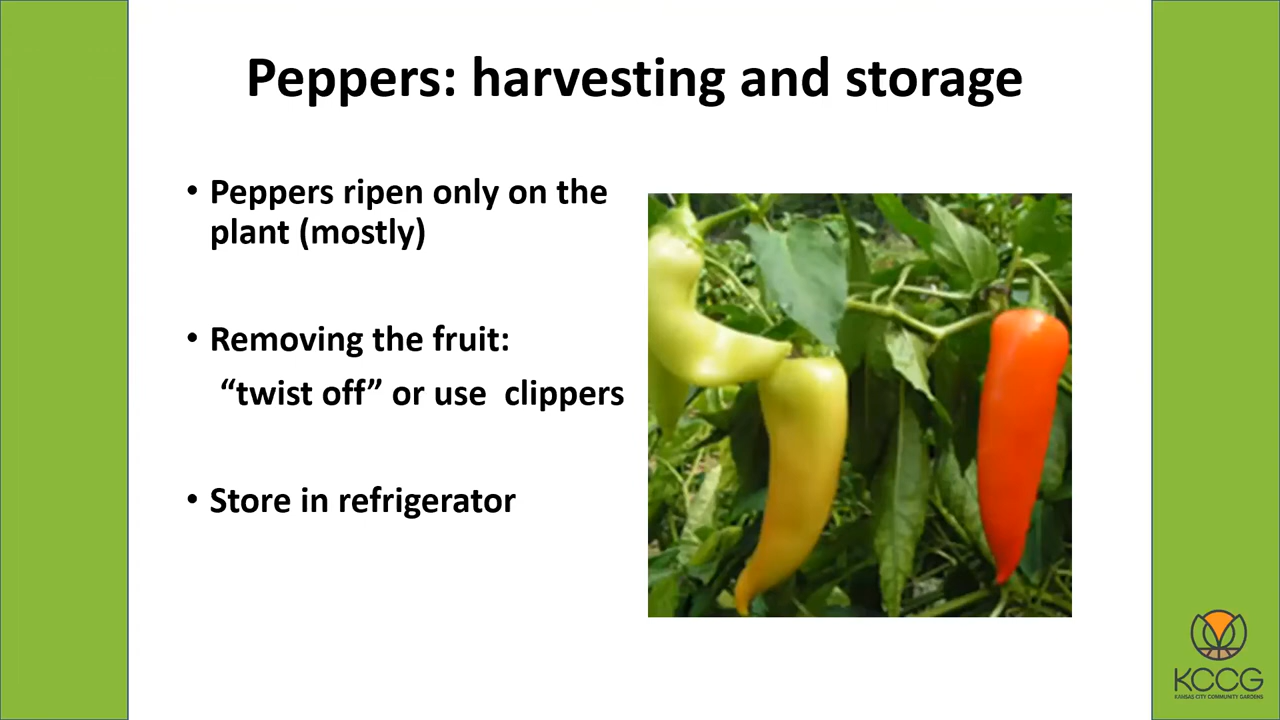 Peppers: harvesting and storage
• Peppers ripen only on the
plant (mostly)
• Removing the fruit:
“twist off” or use  clippers
• Store in refrigerator
KCCG
KANSAS CITY COMMUNITY GARDENS